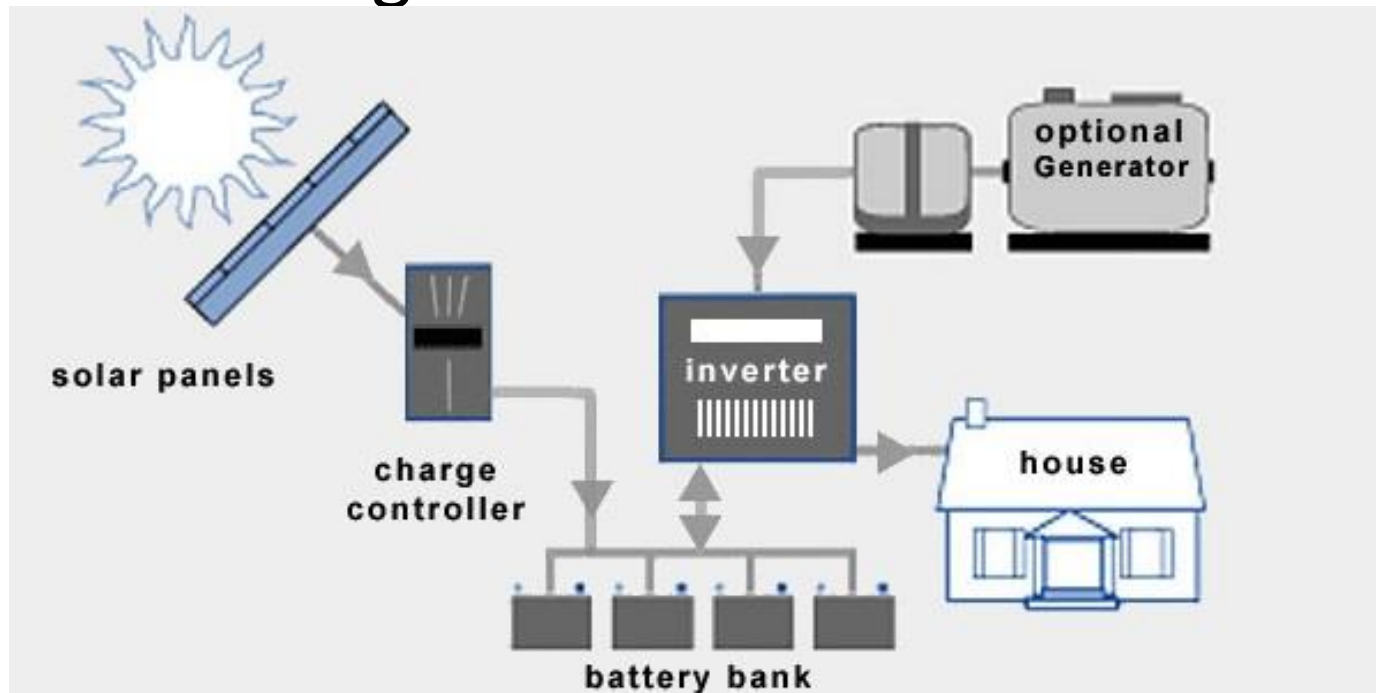 optional
Generator
solar panels
inverter
charge
controller
house
battery bank